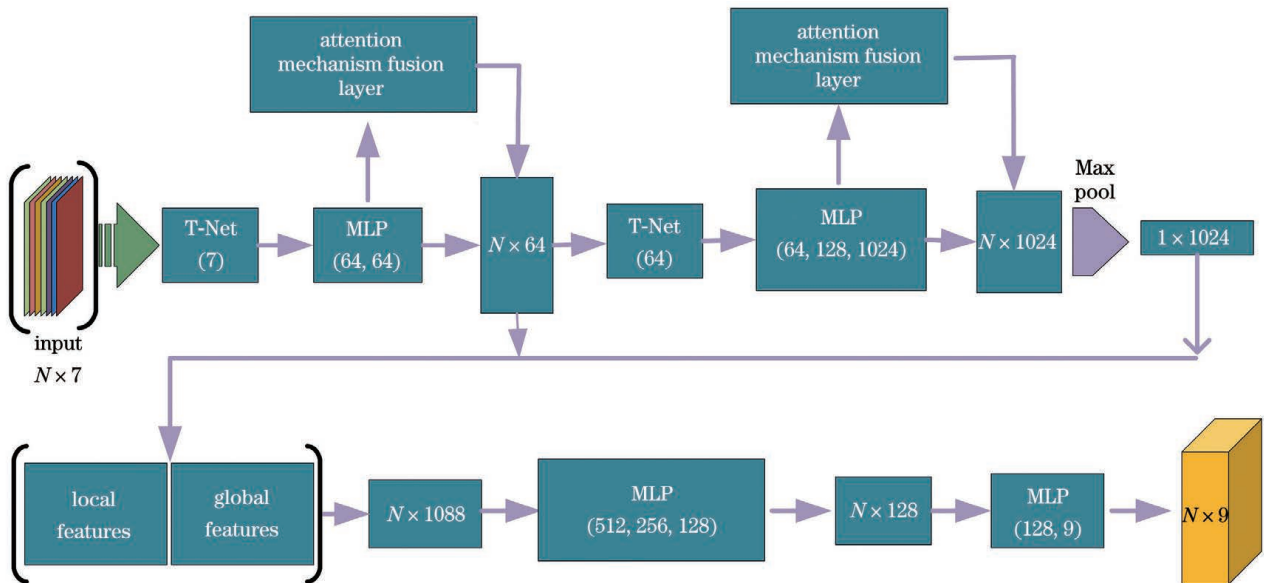 attention
mechanism fusion
layer
attention
mechanism fusion
layer
input
N × 7
T-Net
(7)
MLP
(64, 64)
N × 64
T-Net
(64)
MLP
(64, 128, 1024)
N × 1024
Max
pool
1 × 1024
local
features
global
features
N × 1088
MLP
(512, 256, 128)
N × 128
MLP
(128, 9)
N × 9